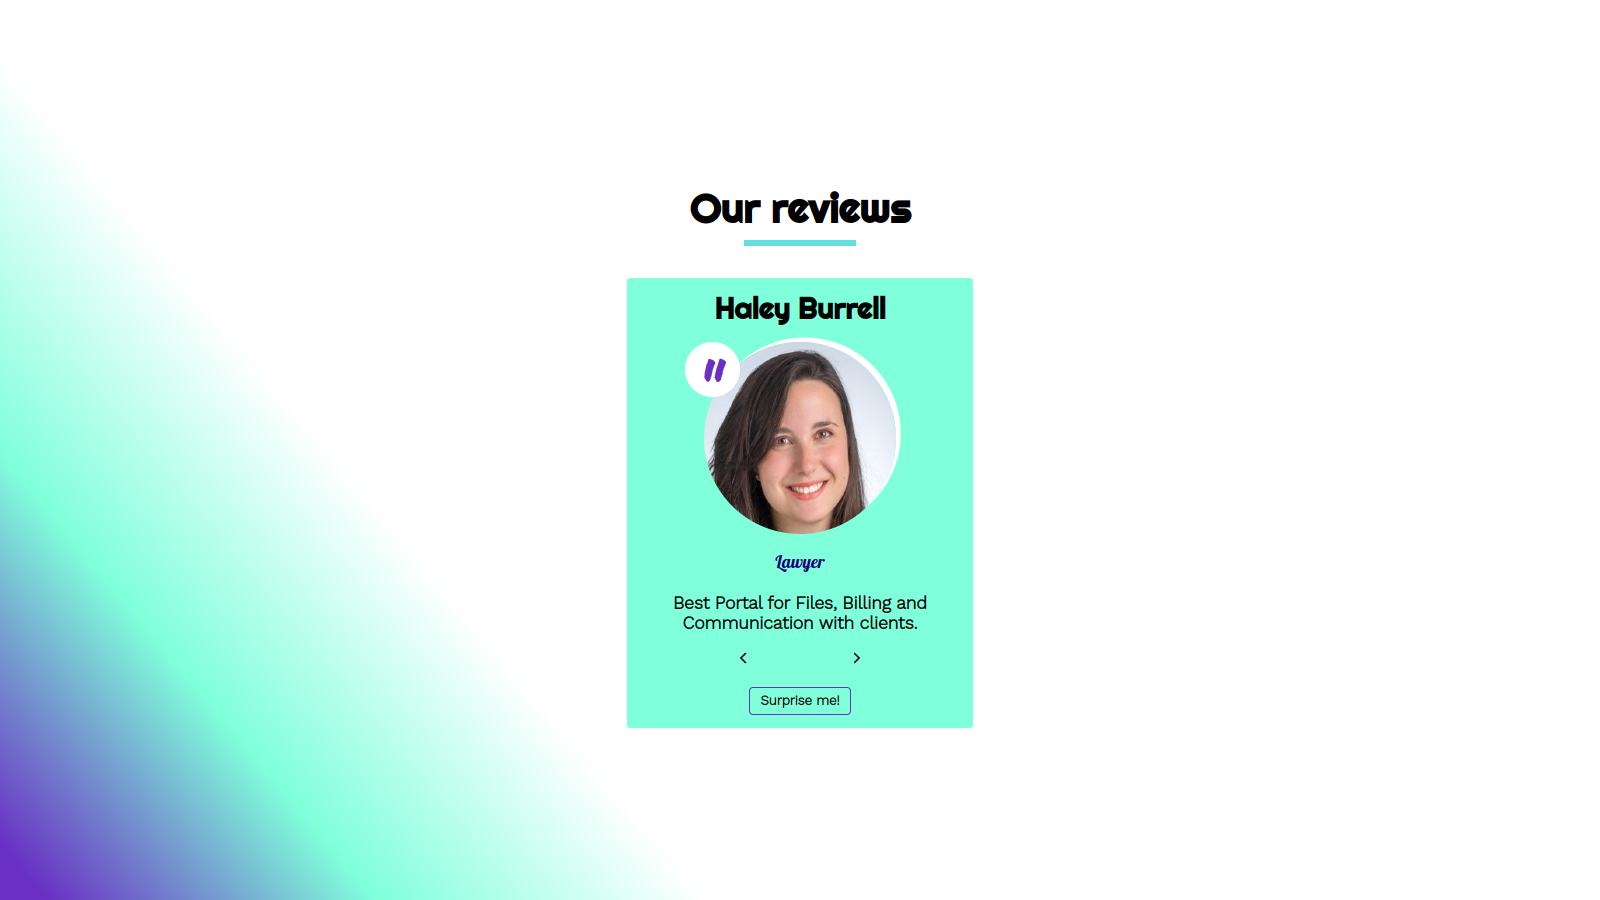 Our reviews
Haley Burrell
"
Lawyer
Best Portal for Files, Billing and
Communication with clients.
Surprise me!